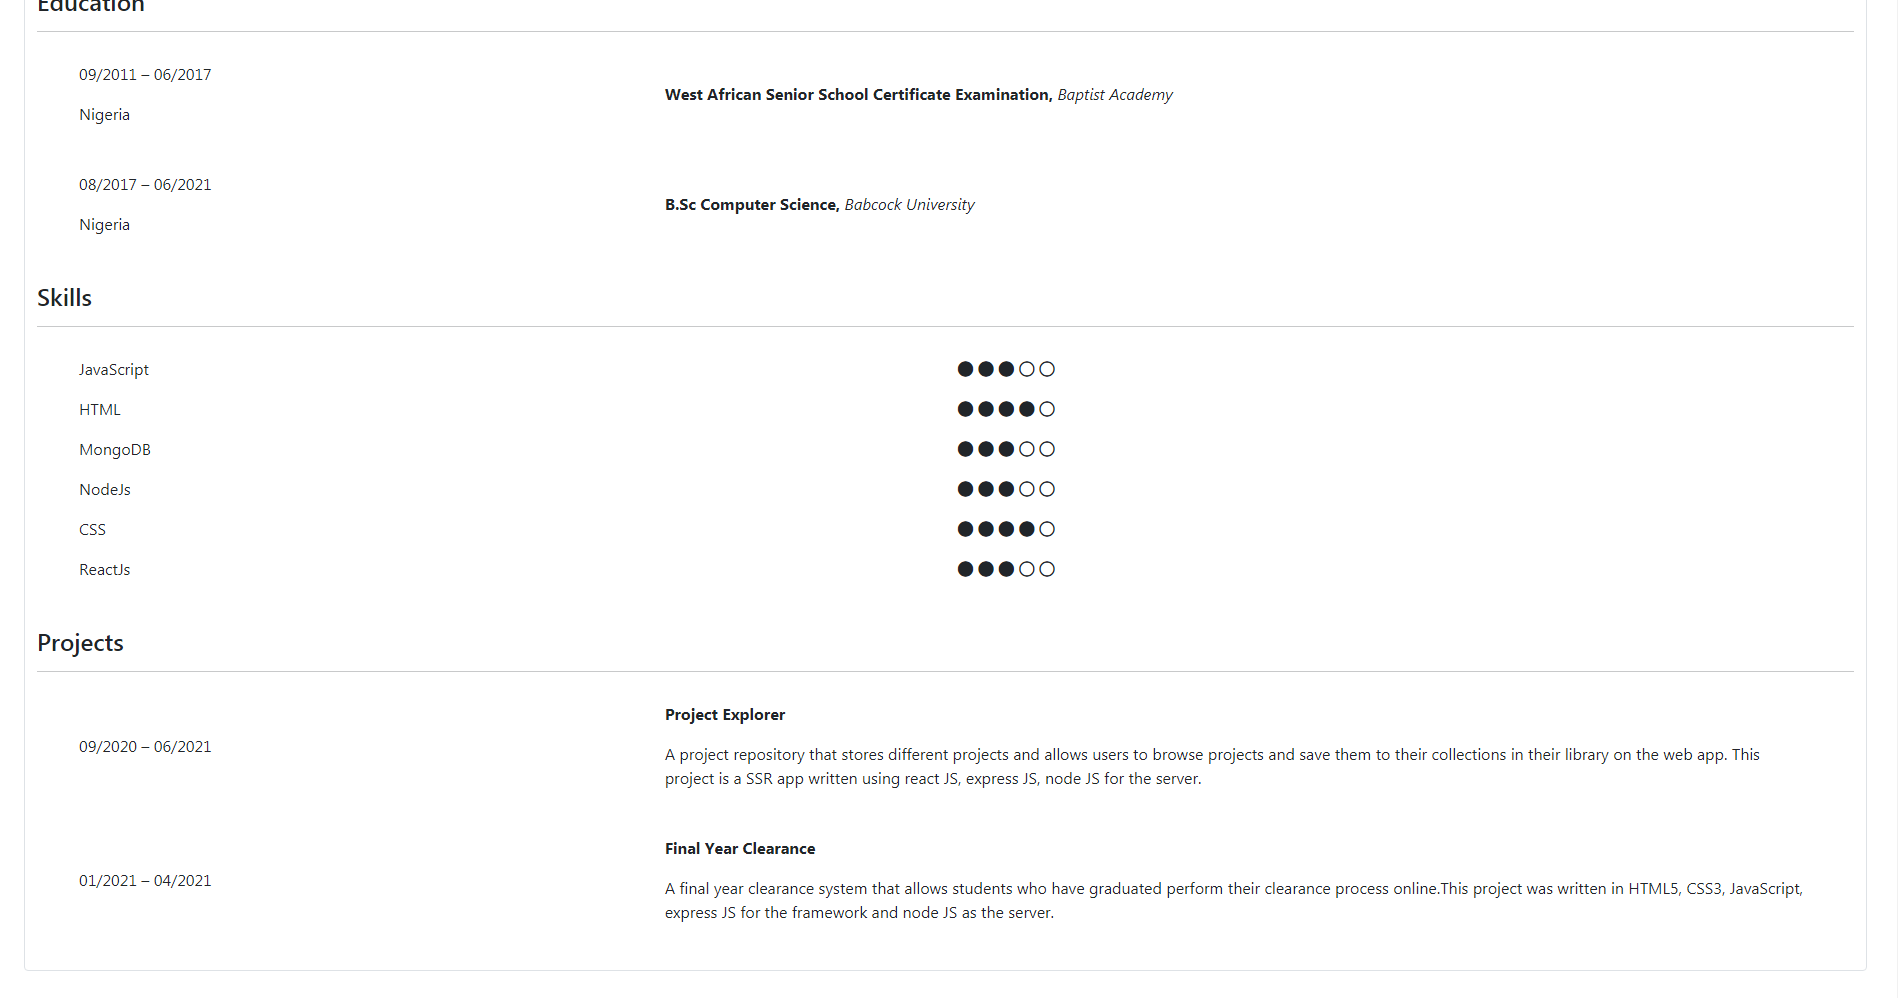 Education
09/2011 – 06/2017
West African Senior School Certificate Examination, Baptist Academy
Nigeria
08/2017 – 06/2021
B.Sc Computer Science, Babcock University
Nigeria
Skills
JavaScript
HTML
MongoDB
NodeJs
CSS
ReactJs
Projects
Project Explorer
09/2020 – 06/2021
A project repository that stores different projects and allows users to browse projects and save them to their collections in their library on the web app. This
project is a SSR app written using react JS, express JS, node JS for the server.
Final Year Clearance
01/2021 – 04/2021
A final year clearance system that allows students who have graduated perform their clearance process online.This project was written in HTML5, CSS3, JavaScript,
express JS for the framework and node JS as the server.